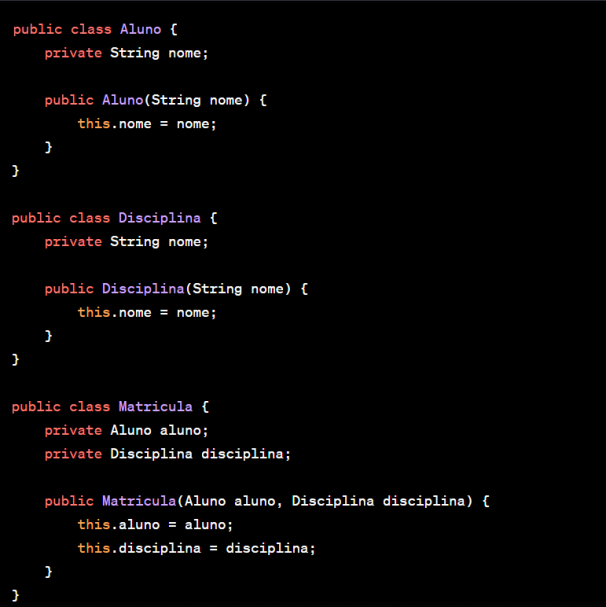 public class Aluno {
    private String nome;

    public Aluno(String nome) {
        this.nome = nome;
    }
}

public class Disciplina {
    private String nome;

    public Disciplina(String nome) {
        this.nome = nome;
    }
}

public class Matricula {
    private Aluno aluno;
    private Disciplina disciplina;

    public Matricula(Aluno aluno, Disciplina disciplina) {
        this.aluno = aluno;
        this.disciplina = disciplina;
    }
}